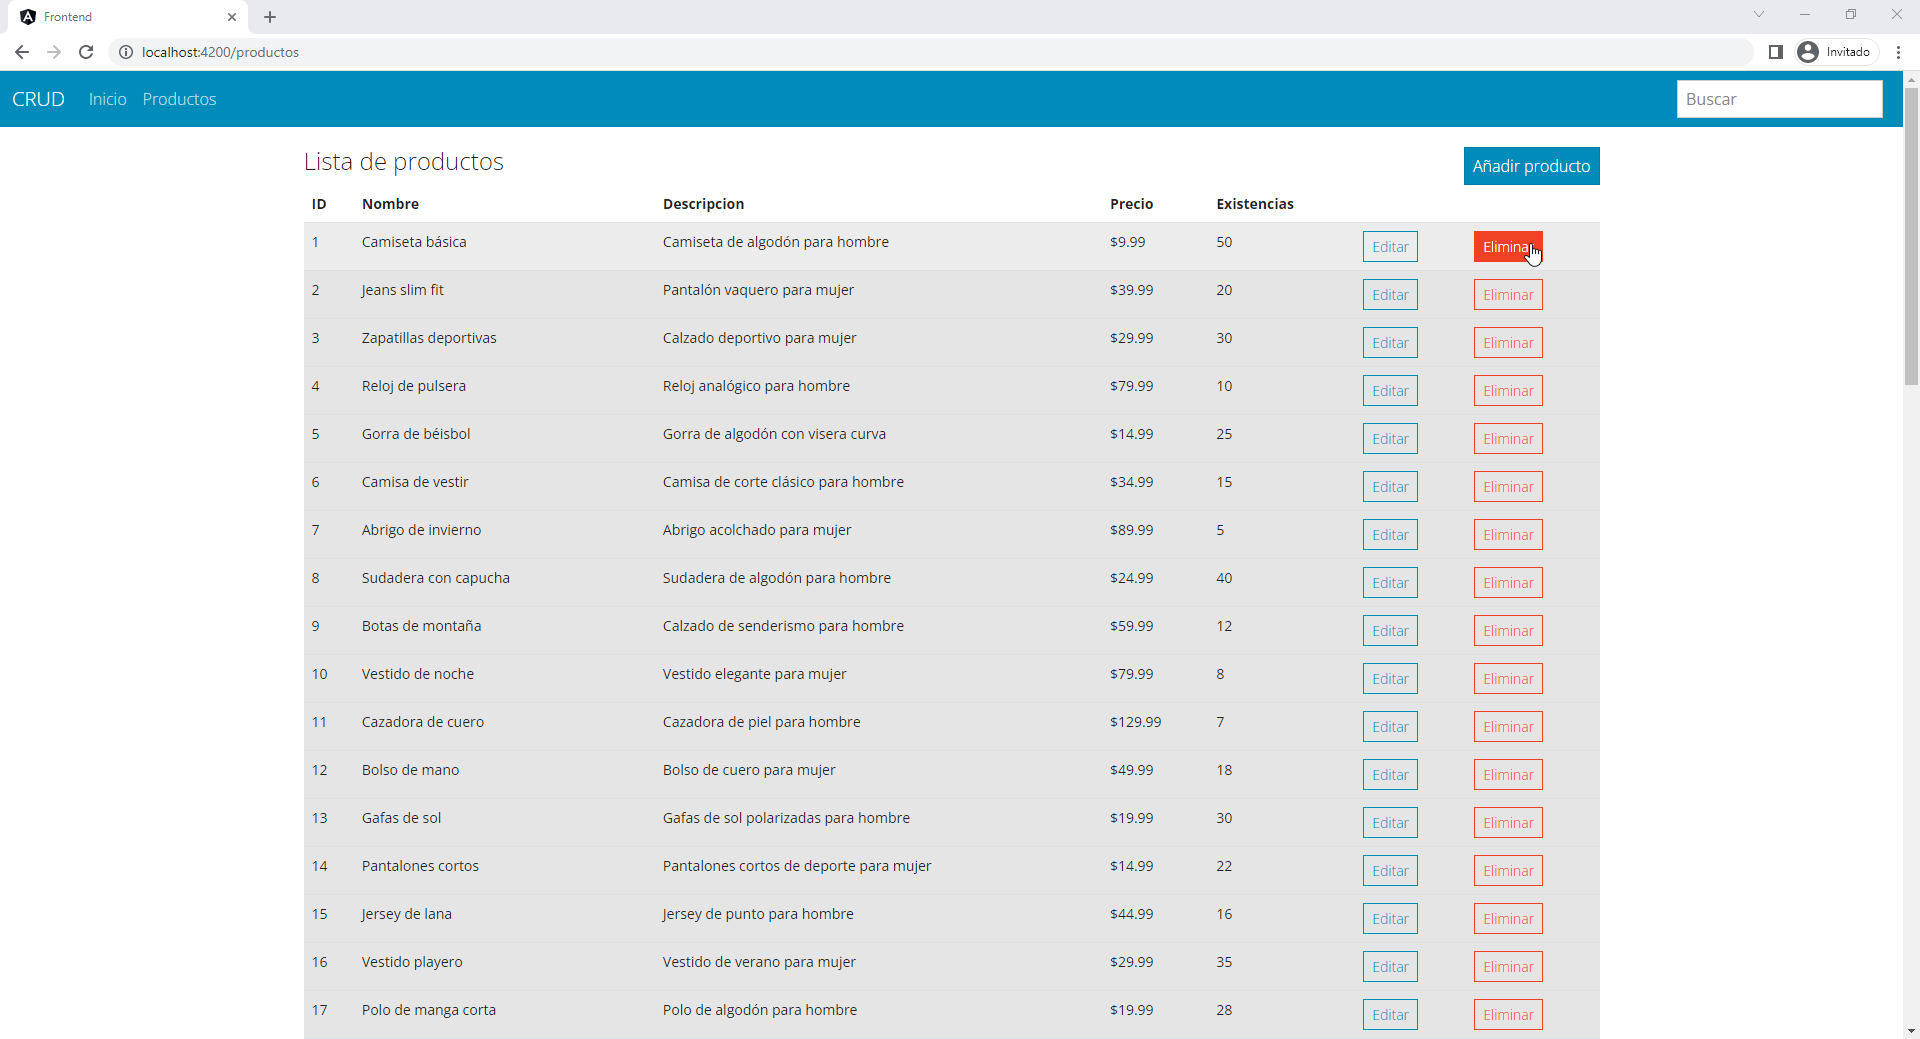 Frontend
localhost:4200/productos
Invitado
CRUD Inicio Productos Buscar
Lista de productos
Añadir producto
ID Nombre Descripcion Precio Existencias
1 Camiseta básica Camiseta de algodón para hombre $9.99 50 Editar Eliminar
2 Jeans slim fit Pantalón vaquero para mujer $39.99 20 Editar Eliminar
3 Zapatillas deportivas Calzado deportivo para mujer $29.99 30 Editar Eliminar
4 Reloj de pulsera Reloj analógico para hombre $79.99 10 Editar Eliminar
5 Gorra de béisbol Gorra de algodón con visera curva $14.99 25 Editar Eliminar
6 Camisa de vestir Camisa de corte clásico para hombre $34.99 15 Editar Eliminar
7 Abrigo de invierno Abrigo acolchado para mujer $89.99 5 Editar Eliminar
8 Sudadera con capucha Sudadera de algodón para hombre $24.99 40 Editar Eliminar
9 Botas de montaña Calzado de senderismo para hombre $59.99 12 Editar Eliminar
10 Vestido de noche Vestido elegante para mujer $79.99 8 Editar Eliminar
11 Cazadora de cuero Cazadora de piel para hombre $129.99 7 Editar Eliminar
12 Bolso de mano Bolso de cuero para mujer $49.99 18 Editar Eliminar
13 Gafas de sol Gafas de sol polarizadas para hombre $19.99 30 Editar Eliminar
14 Pantalones cortos Pantalones cortos de deporte para mujer $14.99 22 Editar Eliminar
15 Jersey de lana Jersey de punto para hombre $44.99 16 Editar Eliminar
16 Vestido playero Vestido de verano para mujer $29.99 35 Editar Eliminar
17 Polo de manga corta Polo de algodón para hombre $19.99 28 Editar Eliminar